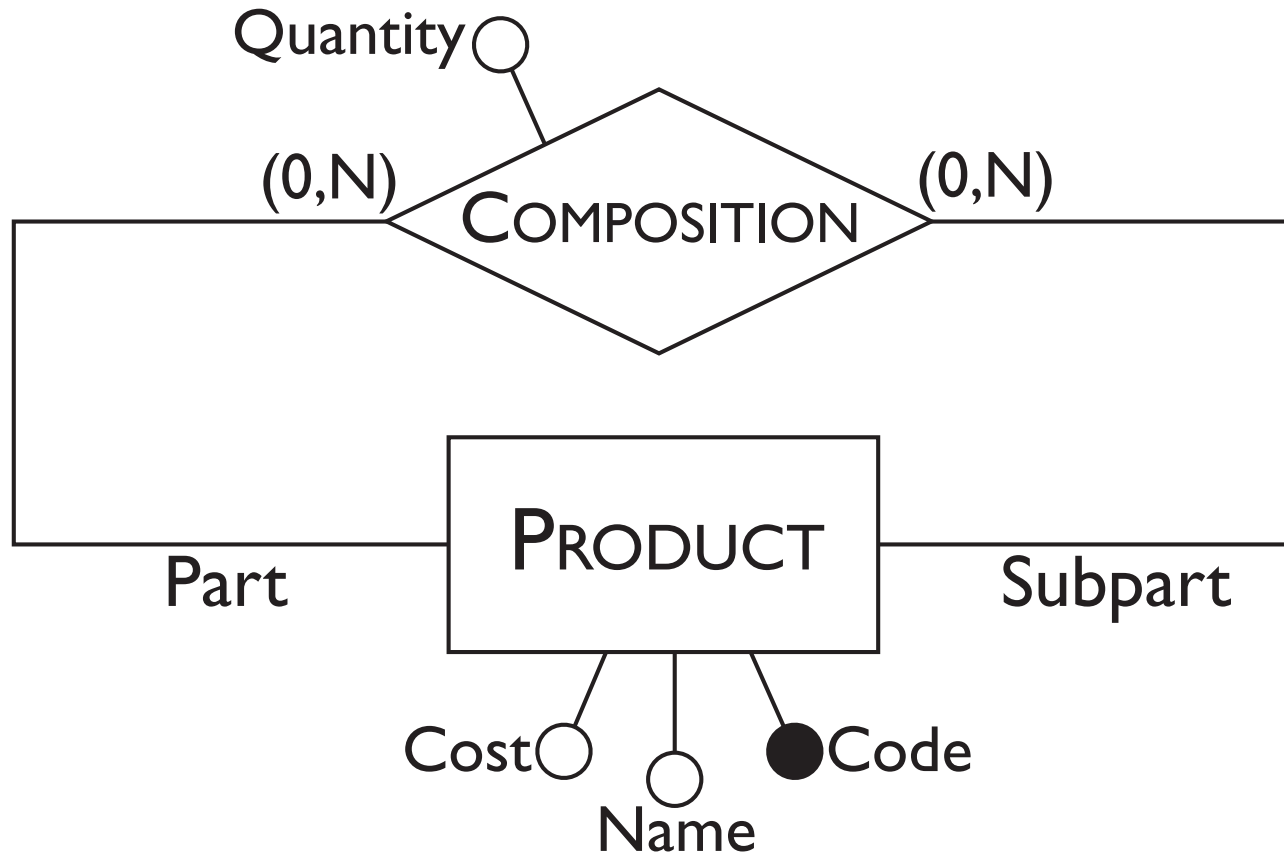 Quantity
(0,N)
(0,N)
COMPOSITION
PRODUCT
Part
Subpart
Cost
Code
Name